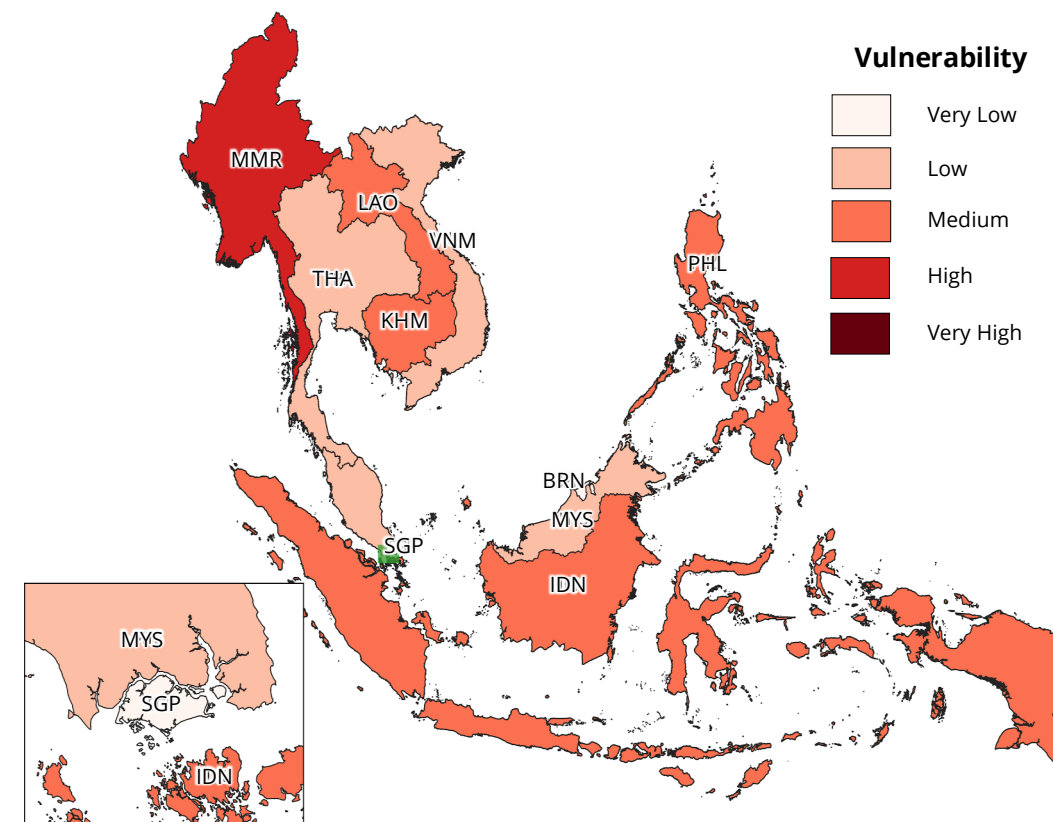 Vulnerability
Very Low
Low
Medium
High
Very High
MMR
LAO
VNM
THA
KHM
PHL
BRN
MYS
SGP
IDN
MYS
SGP
IDN